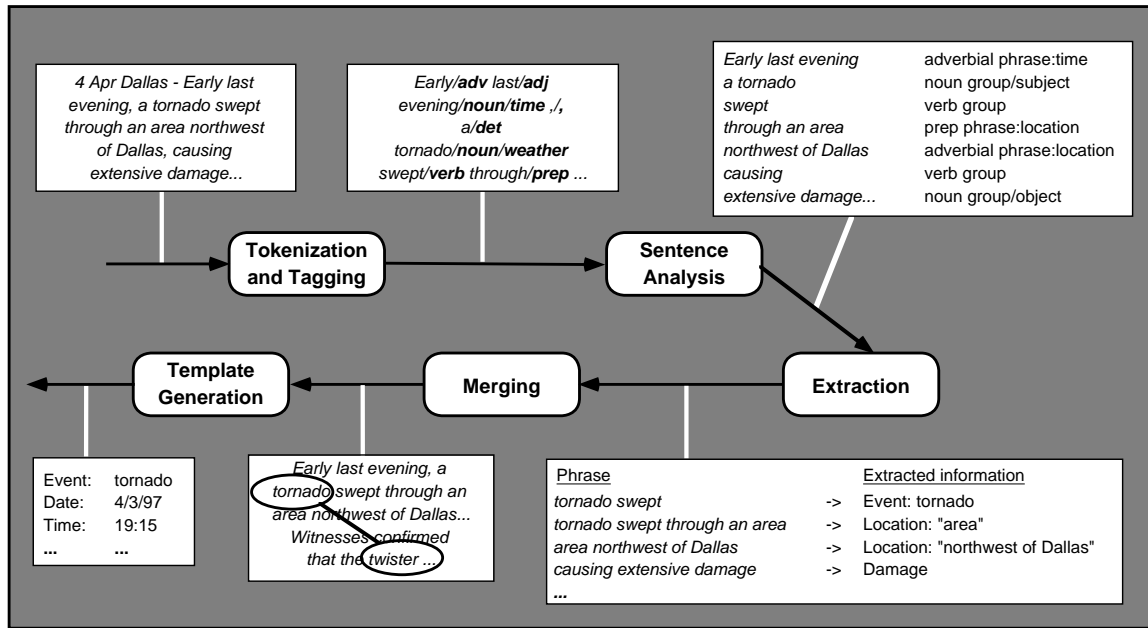 4 Apr Dallas - Early last
evening, a tornado swept
through an area northwest
of Dallas, causing
extensive damage...
Early/adv last/adj
evening/noun/time ,/,
a/det
tornado/noun/weather
swept/verb through/prep ...
Early last evening adverbial phrase:time
a tornado noun group/subject
swept verb group
through an area prep phrase:location
northwest of Dallas adverbial phrase:location
causing verb group
extensive damage... noun group/object
Tokenization
and Tagging
Sentence
Analysis
Template
Generation
Merging
Extraction
Event: tornado
Date: 4/3/97
Time: 19:15
... ...
Early last evening, a
tornado swept through an
area northwest of Dallas...
Witnesses confirmed
that the twister ...
Phrase Extracted information
tornado swept -> Event: tornado
tornado swept through an area -> Location: "area"
area northwest of Dallas -> Location: "northwest of Dallas"
causing extensive damage -> Damage
...